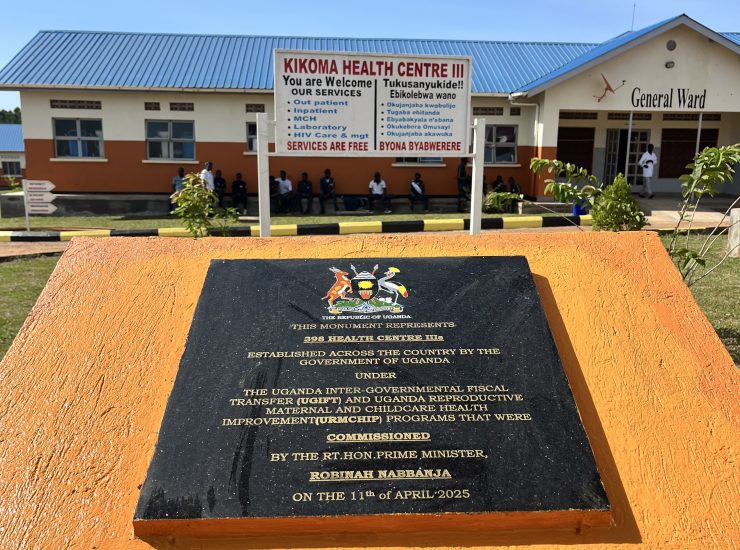 KIKOMA HEALTH CENTRE III
You are Welcome
OUR SERVICES
Out patient
Inpatient
MCH
Laboratory
HIV Care & mgt
SERVICES ARE FREE
Tukusanyukide!!
Ebikolebwa wano
Okujanjaba kwabulijo
Tugaba ebitanda
Ebyabakyala n'abana
Okukebora Omusayi
Okujanjaba akawuka
BYONA BYABWERERE
General Ward
THE REPUBLIC OF UGANDA
THIS MONUMENT REPRESENTS
398 HEALTH CENTRE IIIs
ESTABLISHED ACROSS THE COUNTRY BY THE
GOVERNMENT OF UGANDA
UNDER
THE UGANDA INTER-GOVERNMENTAL FISCAL
TRANSFER (UGIFT) AND UGANDA REPRODUCTIVE
MATERNAL AND CHILDCARE HEALTH
IMPROVEMENT(URMCHIP) PROGRAMS THAT WERE
COMMISSIONED
BY THE RT.HON.PRIME MINISTER,
ROBINAH NABBANJA
ON THE 11th of APRIL 2025